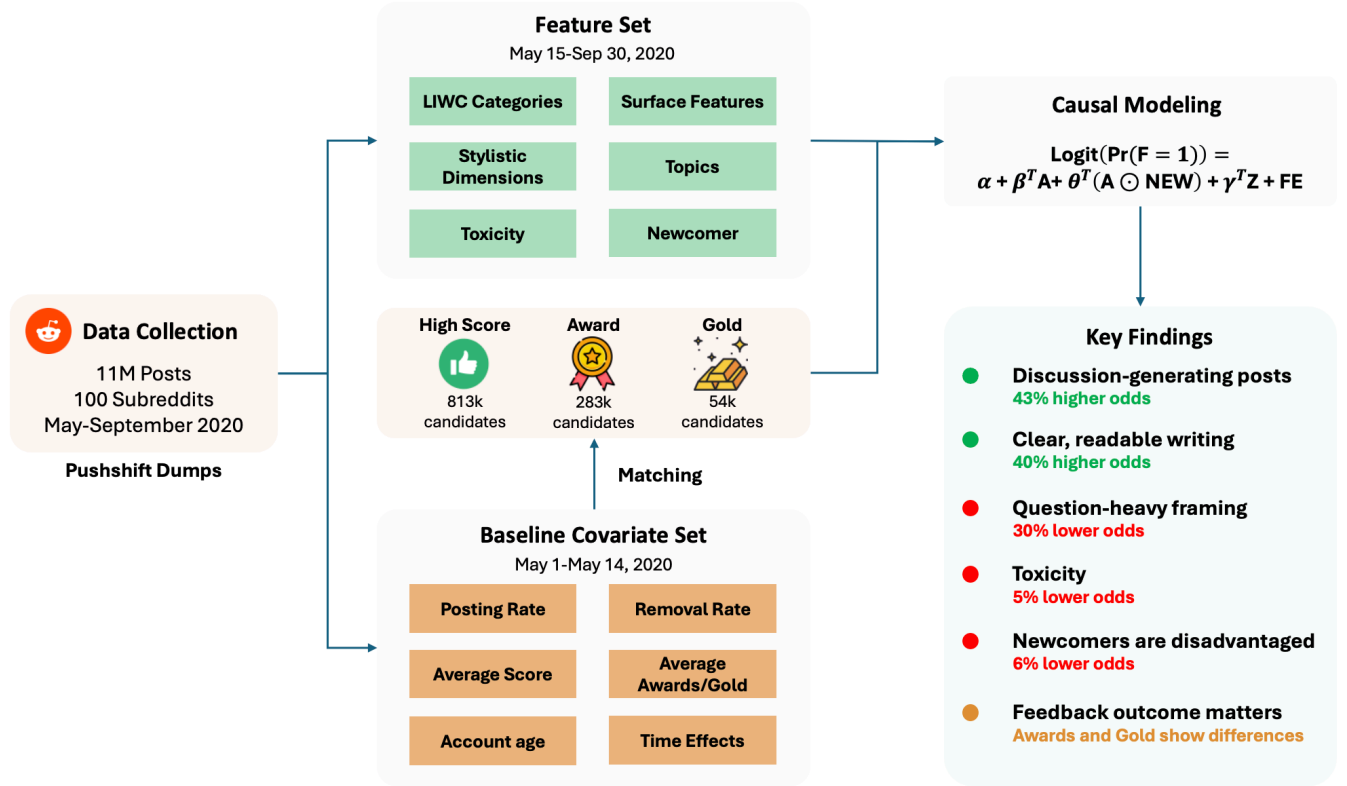 Data Collection
11M Posts
100 Subreddits
May-September 2020
Pushshift Dumps
Feature Set
May 15-Sep 30, 2020
LIWC Categories
Surface Features
Stylistic
Dimensions
Topics
Toxicity
Newcomer
High Score
813k
candidates
Award
283k
candidates
Gold
54k
candidates
Matching
Baseline Covariate Set
May 1-May 14, 2020
Posting Rate
Removal Rate
Average Score
Average
Awards/Gold
Account age
Time Effects
Causal Modeling
Logit(Pr(F = 1)) =
α + βᵀA+ θᵀ(A ⊙ NEW) + γᵀZ + FE
Key Findings
Discussion-generating posts
43% higher odds
Clear, readable writing
40% higher odds
Question-heavy framing
30% lower odds
Toxicity
5% lower odds
Newcomers are disadvantaged
6% lower odds
Feedback outcome matters
Awards and Gold show differences